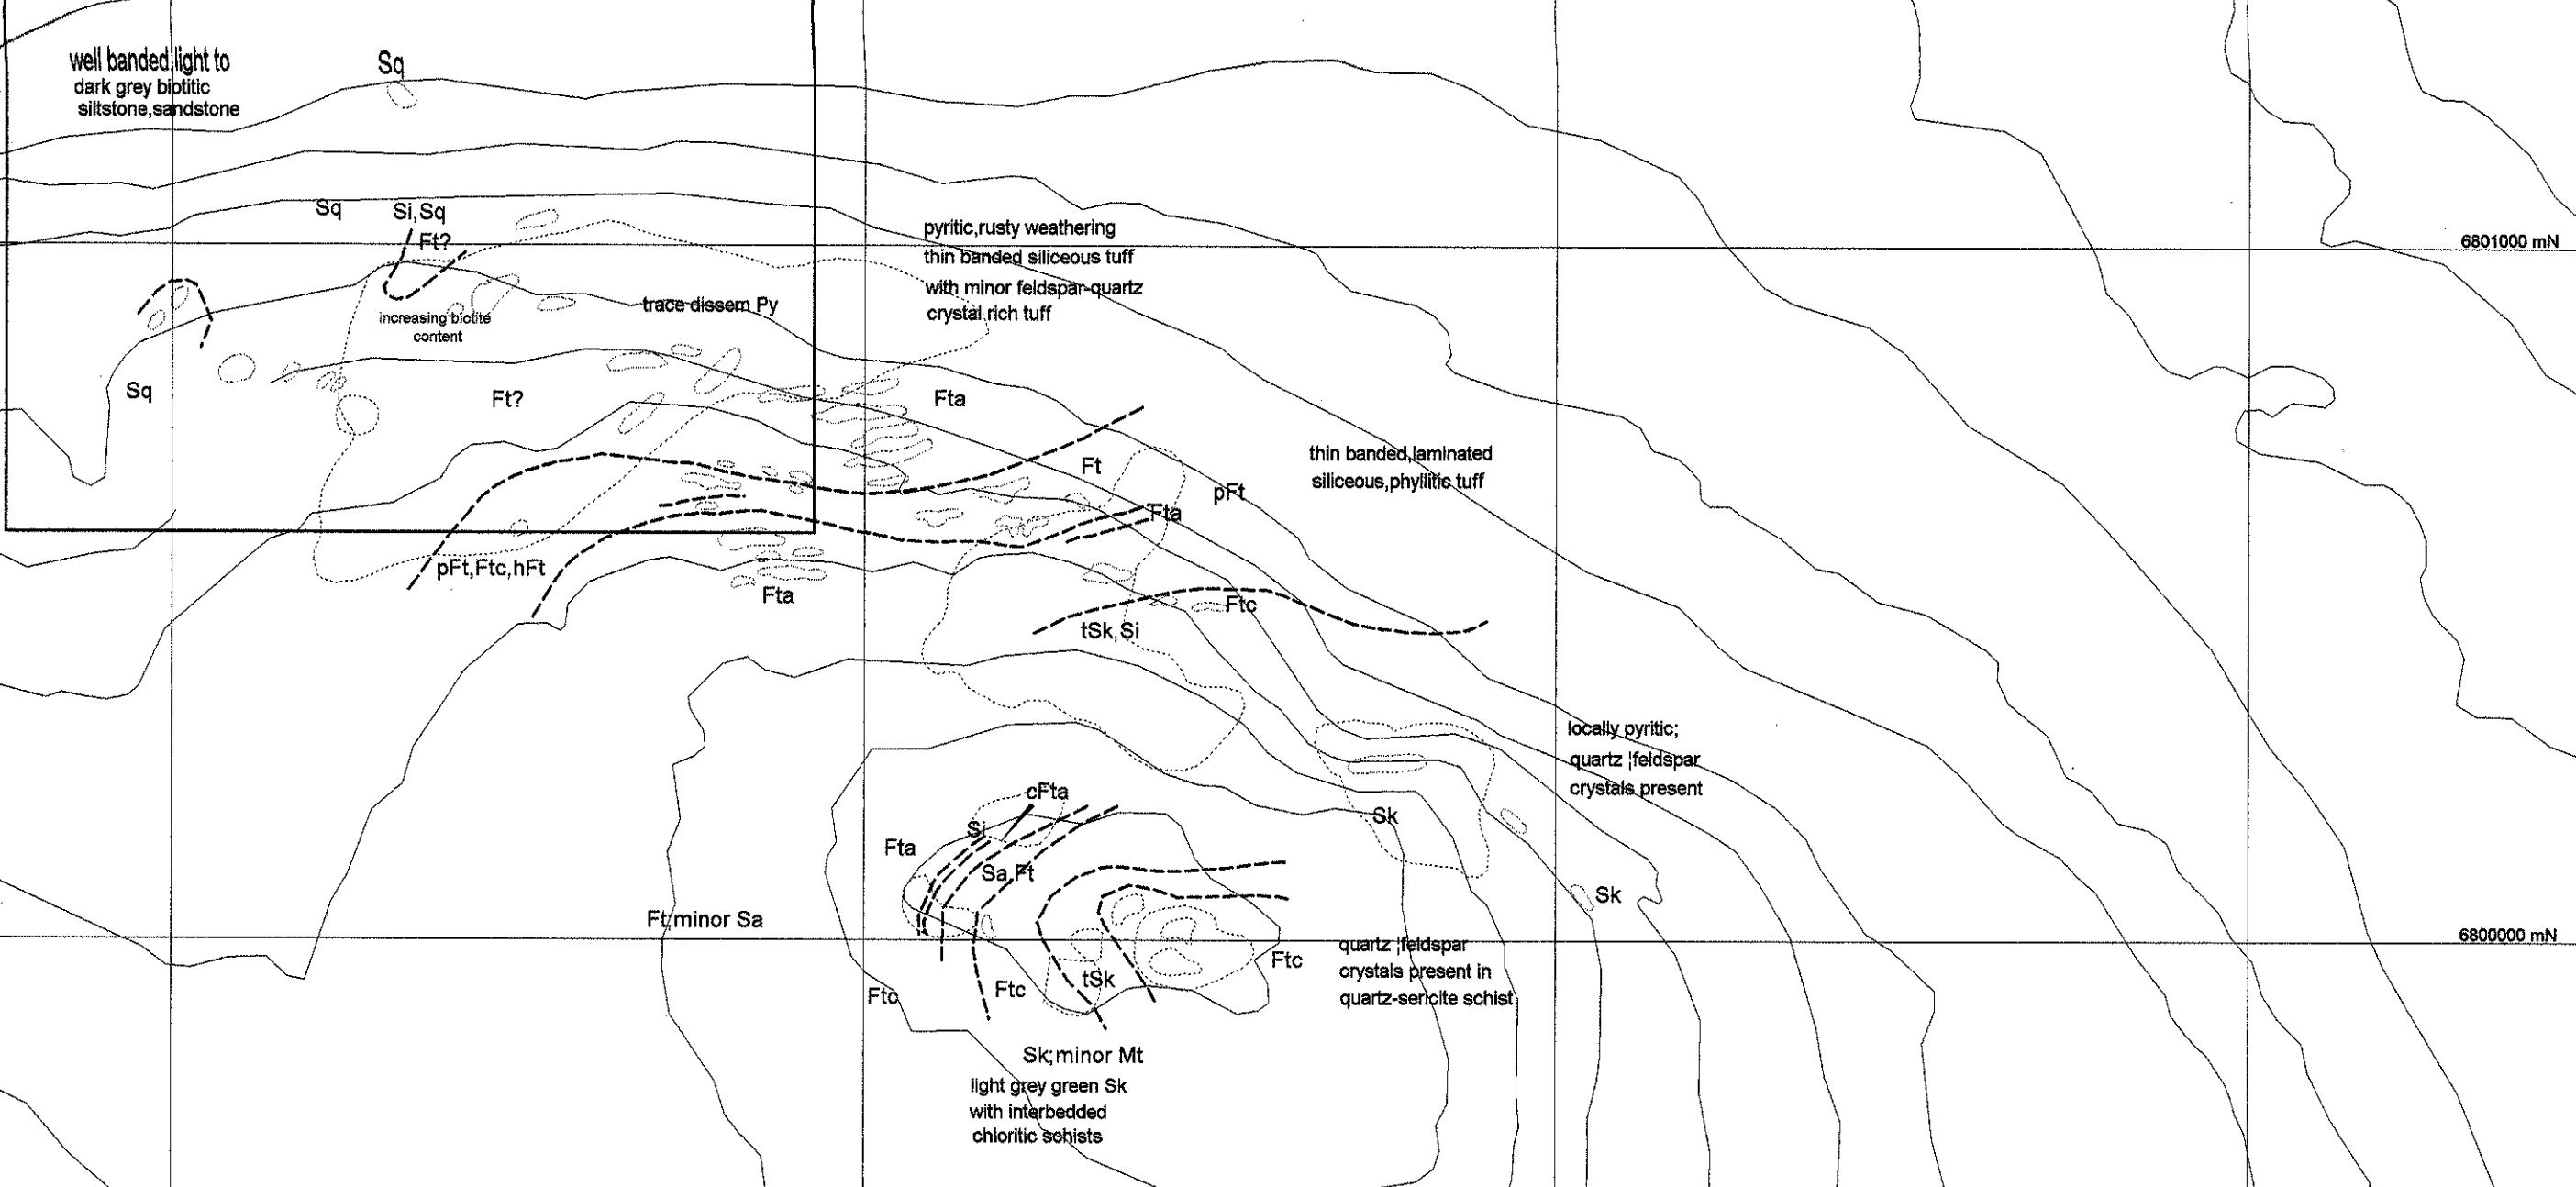 well banded light to
dark grey biotitic
siltstone,sandstone
Sq
Sq
Si,Sq
Ft?
pyritic,rusty weathering
thin banded siliceous tuff
with minor feldspar-quartz
crystal rich tuff
6801000 mN
trace dissem Py
increasing biotite
content
Sq
Ft?
Fta
Ft
thin banded,laminated
siliceous,phyllitic tuff
pFt
Fta
pFt,Ftc,hFt
Fta
Ftc
tSk,Si
locally pyritic;
quartz ¦feldspar
crystals present
cFta
Si
Fta
Sk
Sa,Ft
Sk
Ft;minor Sa
6800000 mN
quartz ¦feldspar
crystals present in
quartz-sericite schist
Ftc
tSk
Ftc
Ftc
Sk;minor Mt
light grey green Sk
with interbedded
chloritic schists